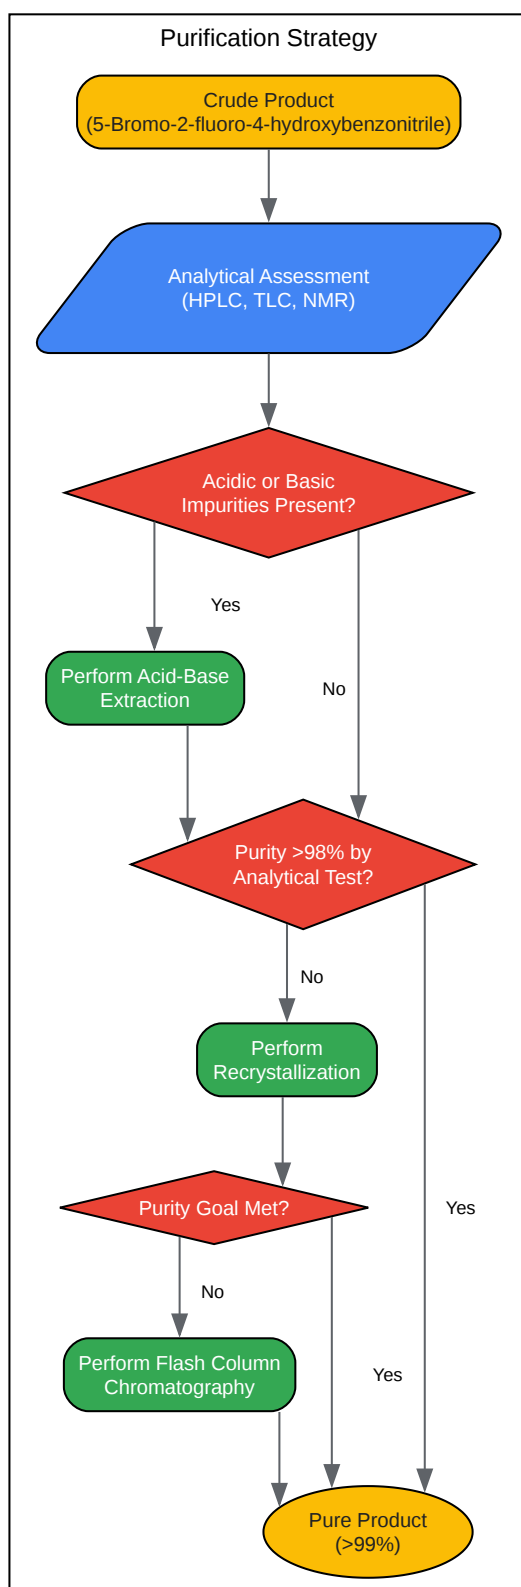 Purification Strategy
Crude Product
(5-Bromo-2-fluoro-4-hydroxybenzonitrile)
Analytical Assessment
(HPLC, TLC, NMR)
Acidic or Basic
Impurities Present?
Yes
Perform Acid-Base
Extraction
No
Purity >98% by
Analytical Test?
No
Perform
Recrystallization
Purity Goal Met?
Yes
No
Perform Flash Column
Chromatography
Yes
Pure Product
(>99%)